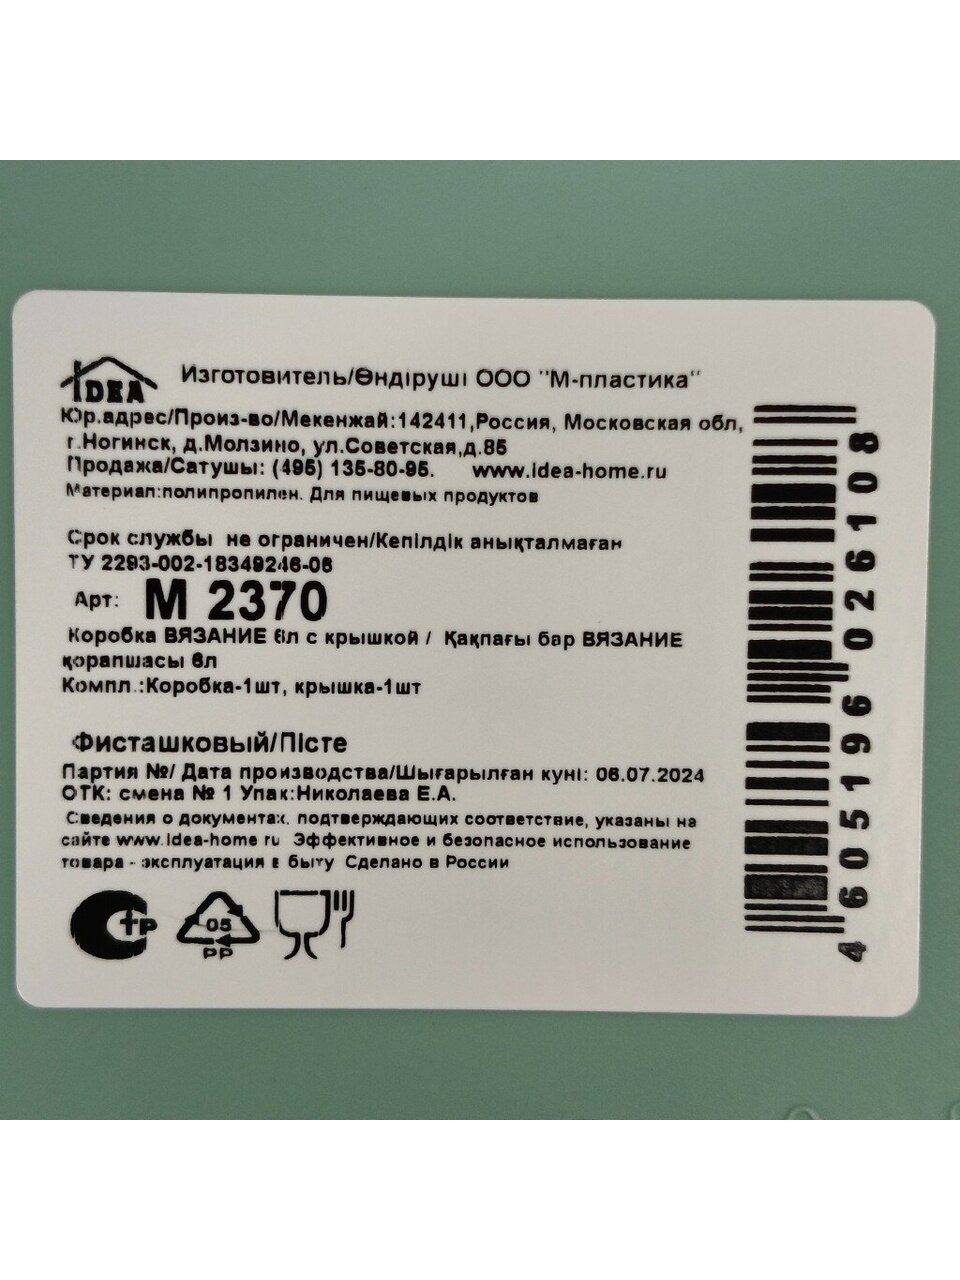 IDEA
Изготовитель/Өндіруші ООО "М-пластика"
Юр.адрес/Произ-во/Мекенжай:142411,Россия, Московская обл,
г.Ногинск, д.Молзино, ул.Советская,д.85
Продажа/Сатушы: (495) 135-80-95. www.idea-home.ru
Материал:полипропилен. Для пищевых продуктов
Срок службы не ограничен/Кепілдік анықталмаған
ТУ 2293-002-18349246-06
Арт: М 2370
Коробка ВЯЗАНИЕ 6л с крышкой / Қақпағы бар ВЯЗАНИЕ
қорапшасы 6л
Компл.:Коробка-1шт, крышка-1шт
Фисташковый/Пісте
Партия №/ Дата производства/Шығарылған куні: 06.07.2024
ОТК: смена № 1 Упак:Николаева Е.А.
Сведения о документах, подтверждающих соответствие, указаны на
сайте www.idea-home ru Эффективное и безопасное использование
товара - эксплуатация в быту Сделано в России
тР
05
PP
4 605196 026108